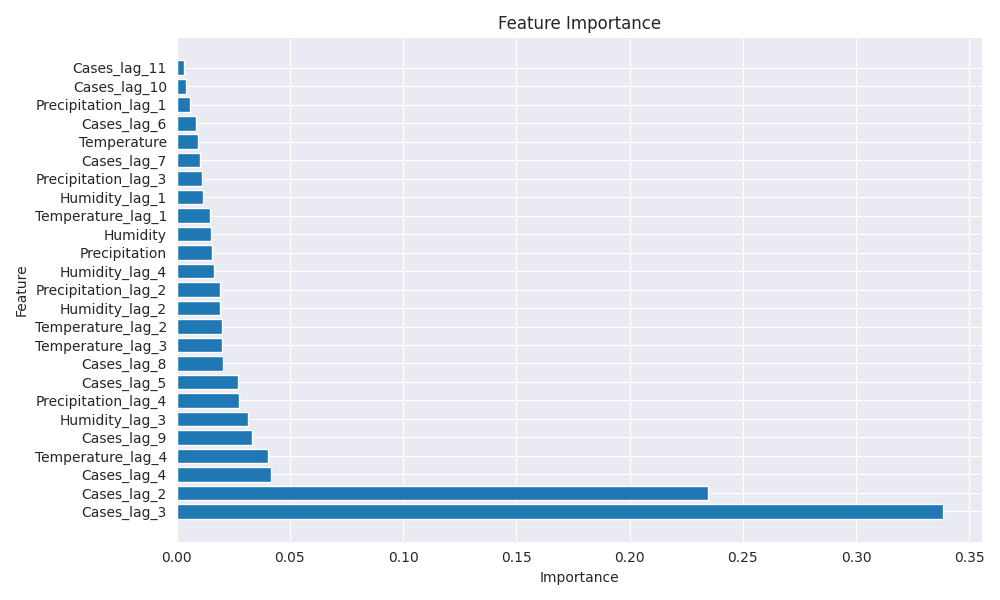 Feature Importance
Cases_lag_11
Cases_lag_10
Precipitation_lag_1
Cases_lag_6
Temperature
Cases_lag_7
Precipitation_lag_3
Humidity_lag_1
Temperature_lag_1
Humidity
Precipitation
Humidity_lag_4
Precipitation_lag_2
Humidity_lag_2
Temperature_lag_2
Temperature_lag_3
Cases_lag_8
Cases_lag_5
Precipitation_lag_4
Humidity_lag_3
Cases_lag_9
Temperature_lag_4
Cases_lag_4
Cases_lag_2
Cases_lag_3
Feature
0.00 0.05 0.10 0.15 0.20 0.25 0.30 0.35
Importance